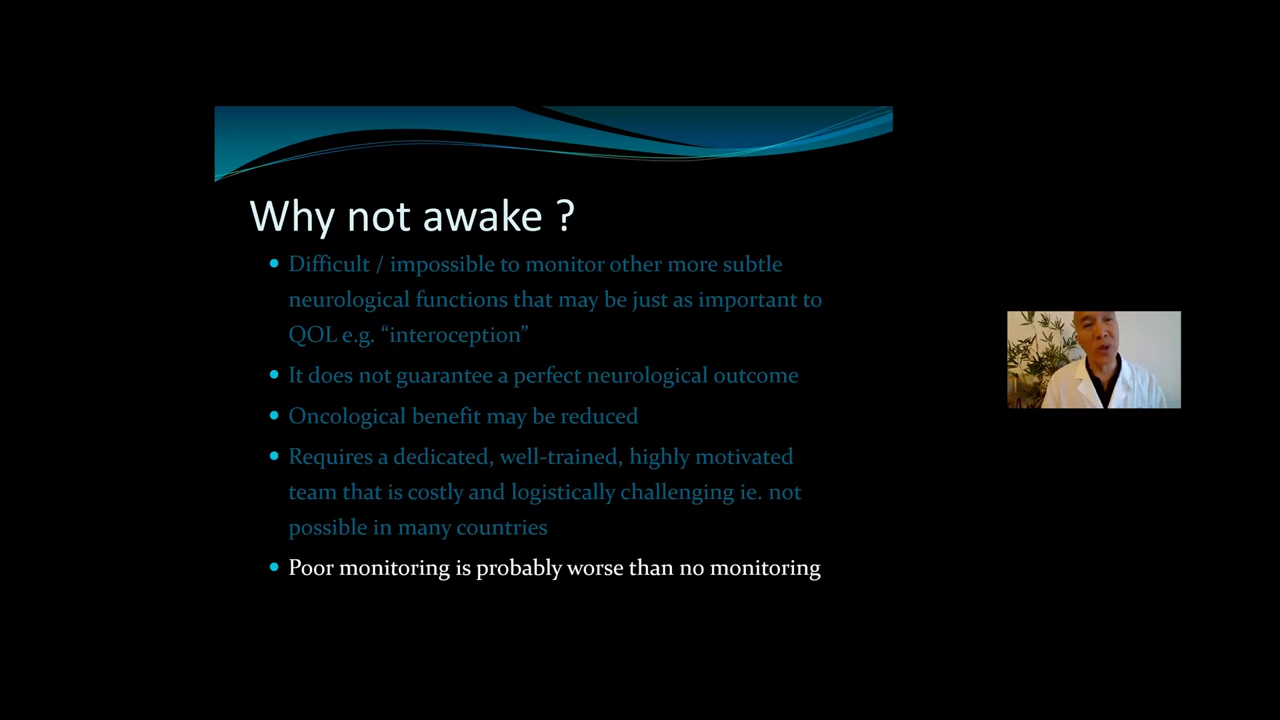 Why not awake ?
• Difficult / impossible to monitor other more subtle
neurological functions that may be just as important to
QOL e.g. “interoception”
• It does not guarantee a perfect neurological outcome
• Oncological benefit may be reduced
• Requires a dedicated, well-trained, highly motivated
team that is costly and logistically challenging ie. not
possible in many countries
• Poor monitoring is probably worse than no monitoring